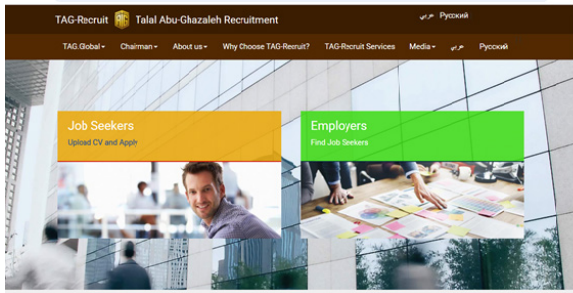 TAG-Recruit TAG Talal Abu-Ghazaleh Recruitment عربي Русский
TAG.Global Chairman About us Why Choose TAG-Recruit? TAG-Recruit Services Media عربي Русский
Job Seekers
Upload CV and Apply
Employers
Find Job Seekers